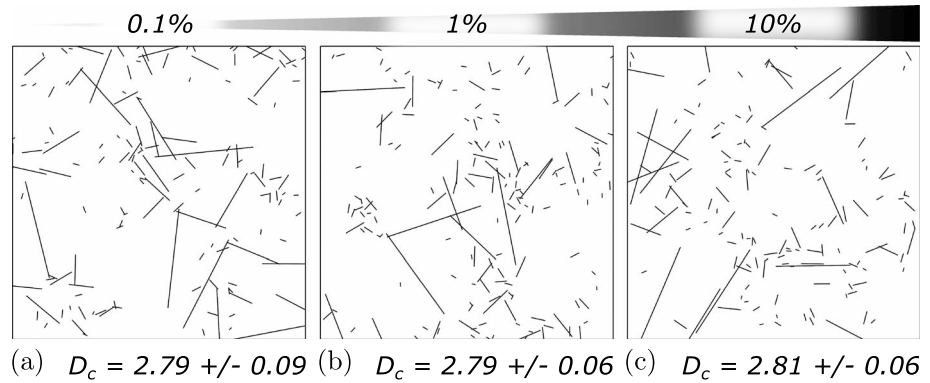 0.1% 1% 10%
(a) D_c = 2.79 +/- 0.09 (b) D_c = 2.79 +/- 0.06 (c) D_c = 2.81 +/- 0.06